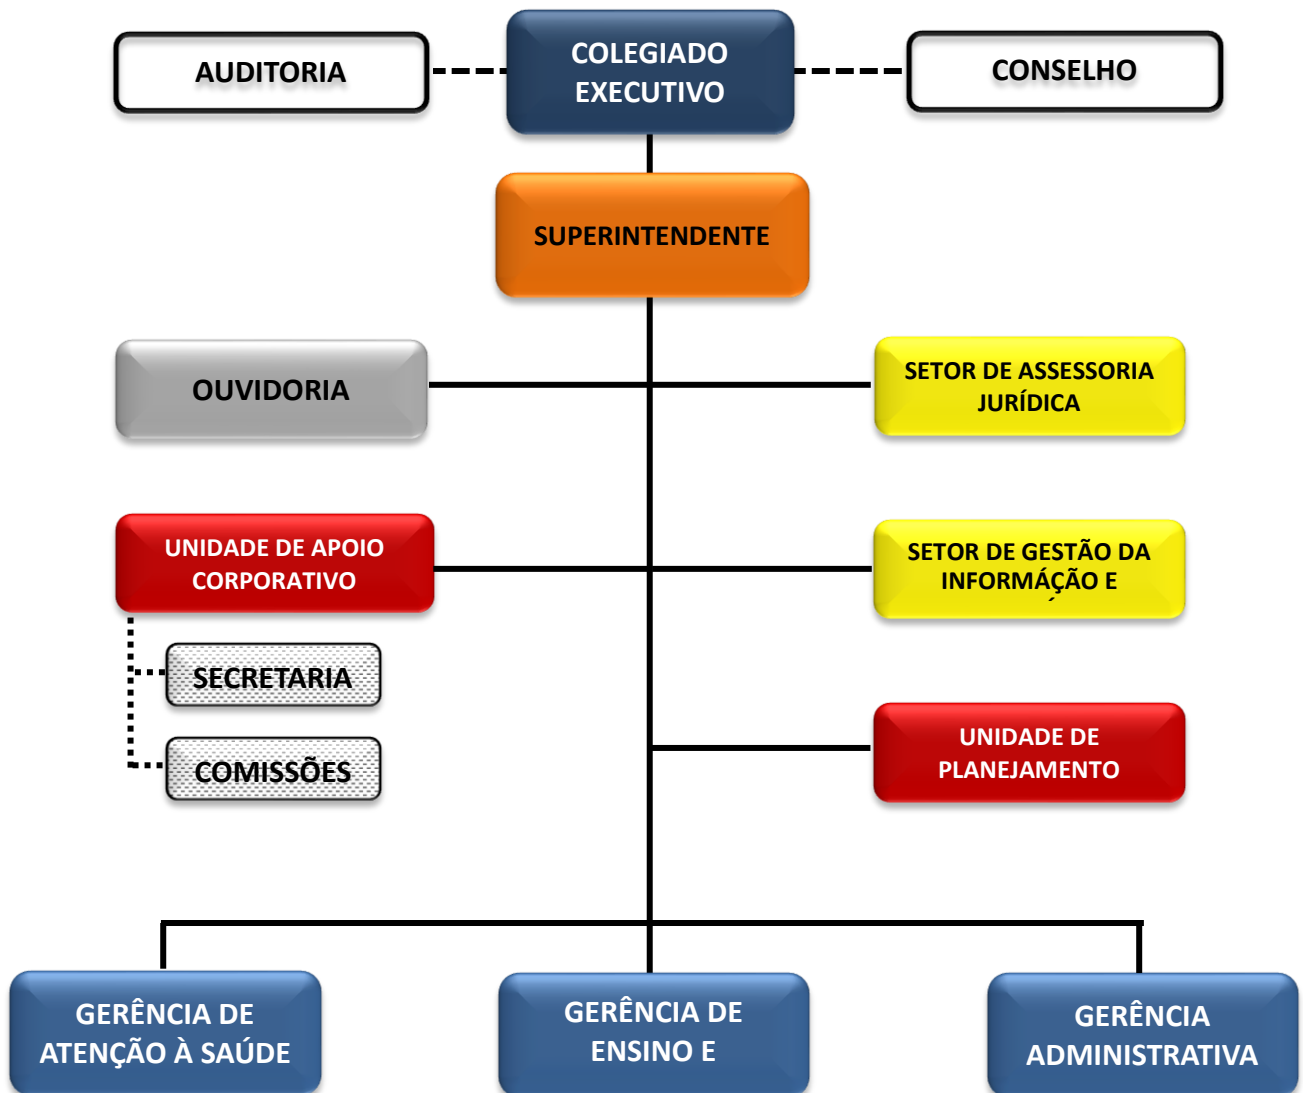 AUDITORIA
COLEGIADO
EXECUTIVO
CONSELHO
SUPERINTENDENTE
OUVIDORIA
SETOR DE ASSESSORIA
JURÍDICA
UNIDADE DE APOIO
CORPORATIVO
SETOR DE GESTÃO DA
INFORMÁÇÃO E
SECRETARIA
COMISSÕES
UNIDADE DE
PLANEJAMENTO
GERÊNCIA DE
ATENÇÃO À SAÚDE
GERÊNCIA DE
ENSINO E
GERÊNCIA
ADMINISTRATIVA